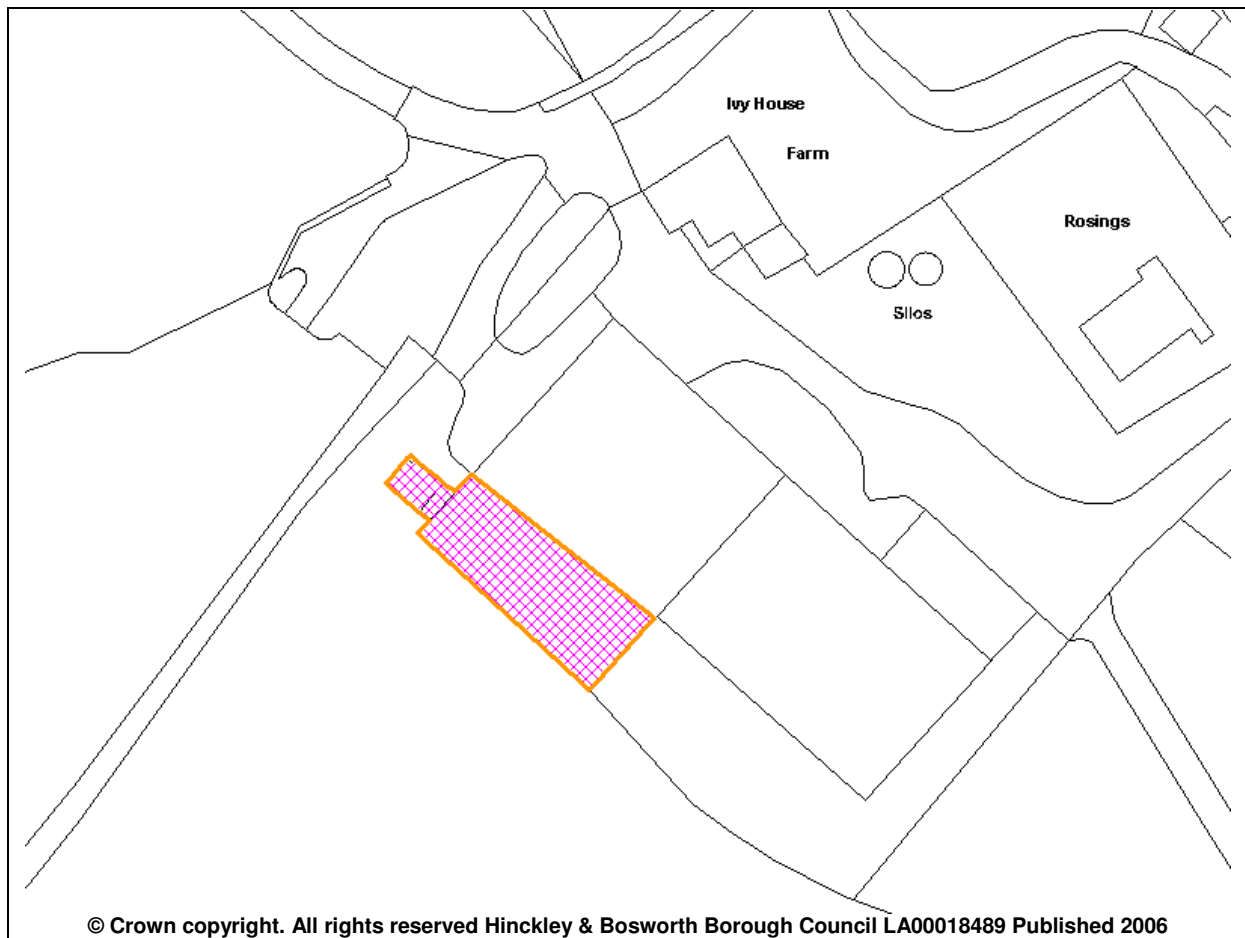 Ivy House
Farm
Rosings
Silos
© Crown copyright. All rights reserved Hinckley & Bosworth Borough Council LA00018489 Published 2006